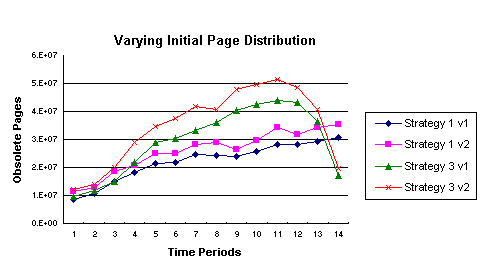 Varying Initial Page Distribution
6.E+07
5.E+07
4.E+07
3.E+07
2.E+07
1.E+07
0.E+00
Obsolete Pages
1 2 3 4 5 6 7 8 9 10 11 12 13 14
Time Periods
Strategy 1 v1
Strategy 1 v2
Strategy 3 v1
Strategy 3 v2